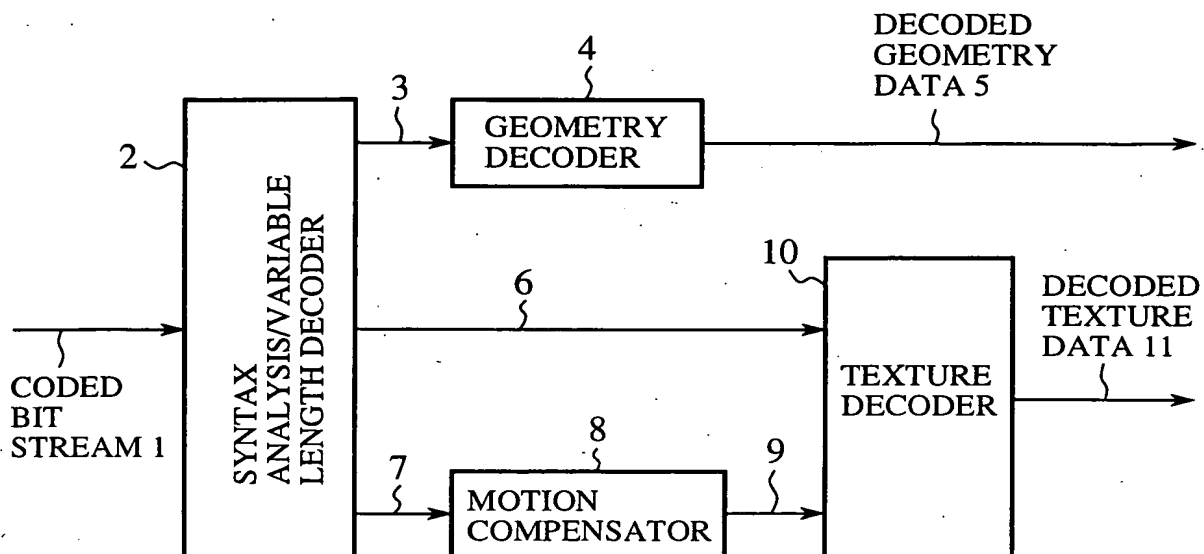 DECODED
GEOMETRY
DATA 5
4
3
GEOMETRY
DECODER
2
SYNTAX
ANALYSIS/VARIABLE
LENGTH DECODER
10
6
DECODED
TEXTURE
DATA 11
CODED
BIT
STREAM 1
TEXTURE
DECODER
8
7
9
MOTION
COMPENSATOR